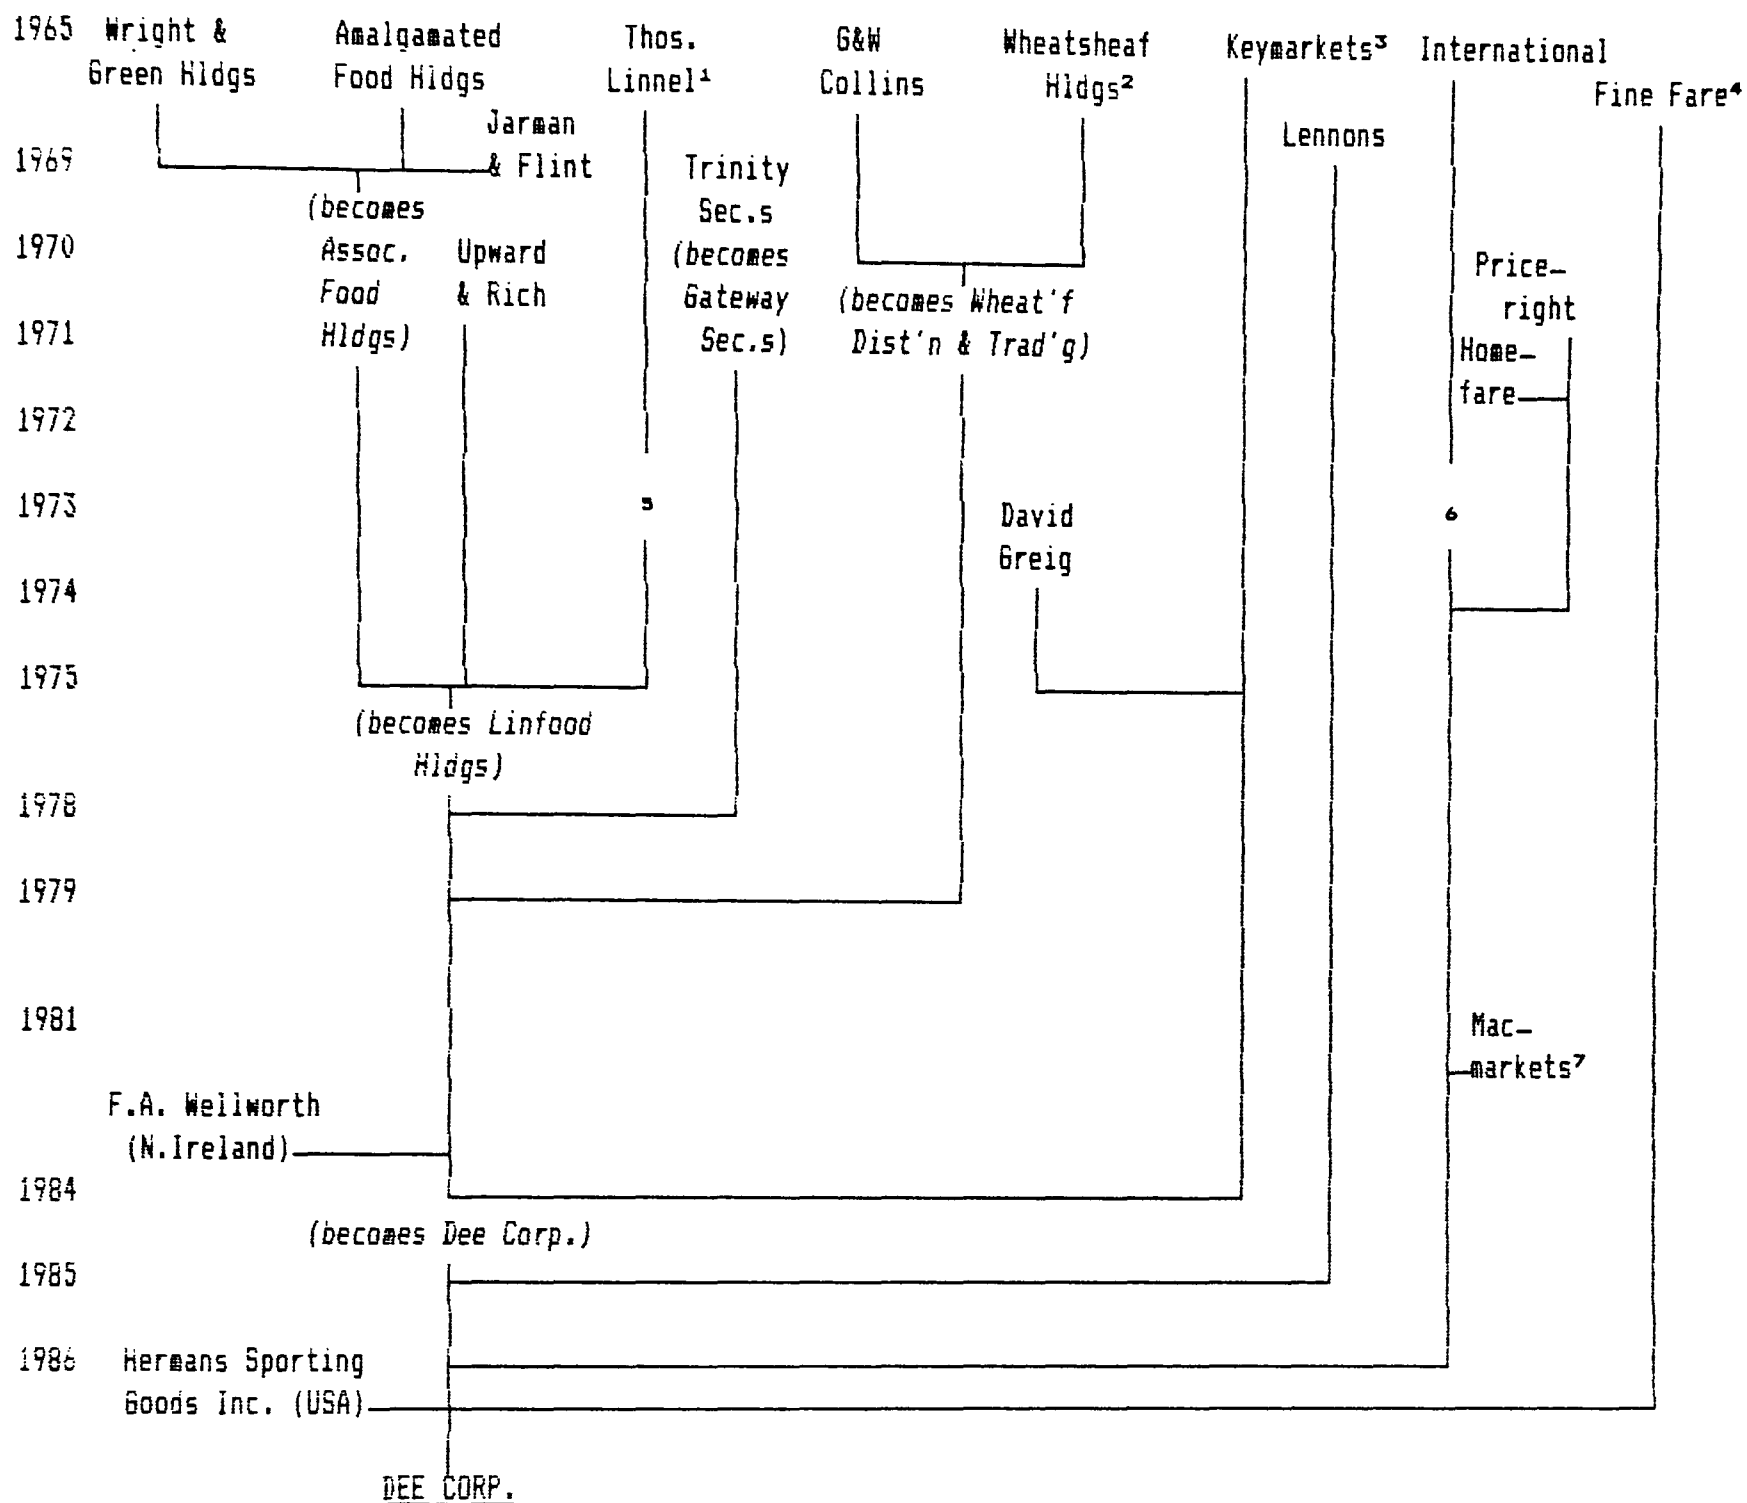 1965 Wright & Amalgamated Thos. G&W Wheatsheaf Keymarkets³ International
Green Hldgs Food Hldgs Linnel¹ Collins Hldgs² Fine Fare⁴
Jarman Lennons
1969 & Flint Trinity
(becomes Sec.s
1970 Assoc. Upward (becomes Price-
Food & Rich Gateway (becomes Wheat'f right
1971 Hldgs) Sec.s) Dist'n & Trad'g) Home-
fare
1972
1973 5 David 6
Greig
1974
1975
(becomes Linfood
Hldgs)
1978
1979
1981 Mac-
markets⁷
F.A. Wellworth
(N.Ireland)
1984
(becomes Dee Corp.)
1985
1986 Hermans Sporting
Goods Inc. (USA)
DEE CORP.